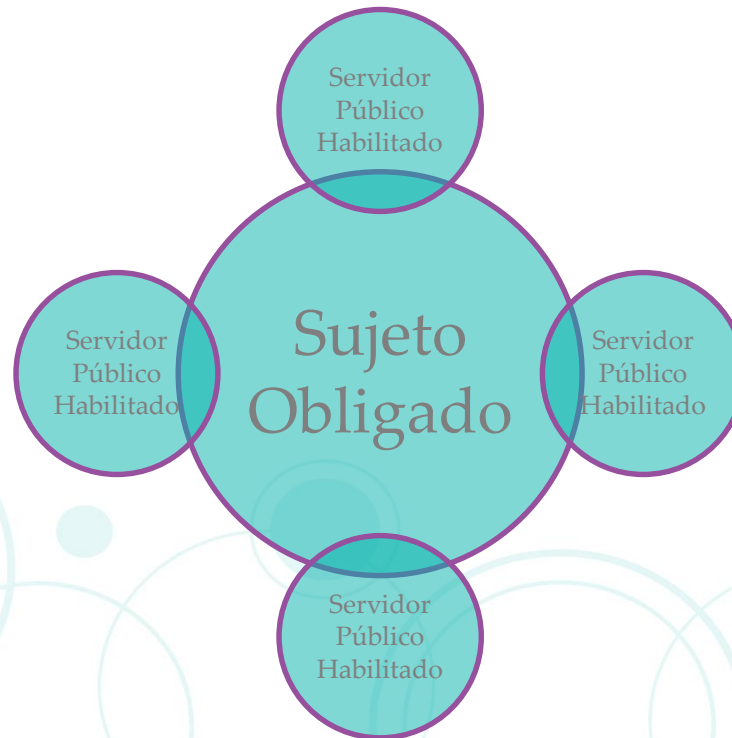 Servidor
Público
Habilitado
Sujeto
Obligado
Servidor
Público
Habilitado
Servidor
Público
Habilitado
Servidor
Público
Habilitado